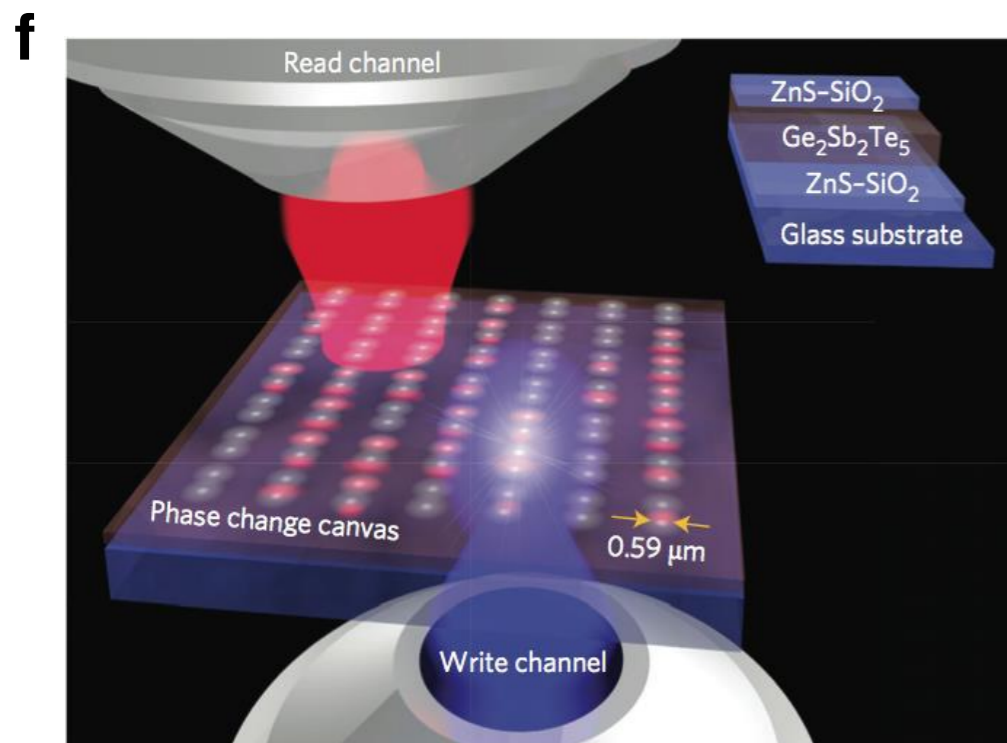 f
Read channel
ZnS–SiO₂
Ge₂Sb₂Te₅
ZnS–SiO₂
Glass substrate
Phase change canvas
0.59 μm
Write channel